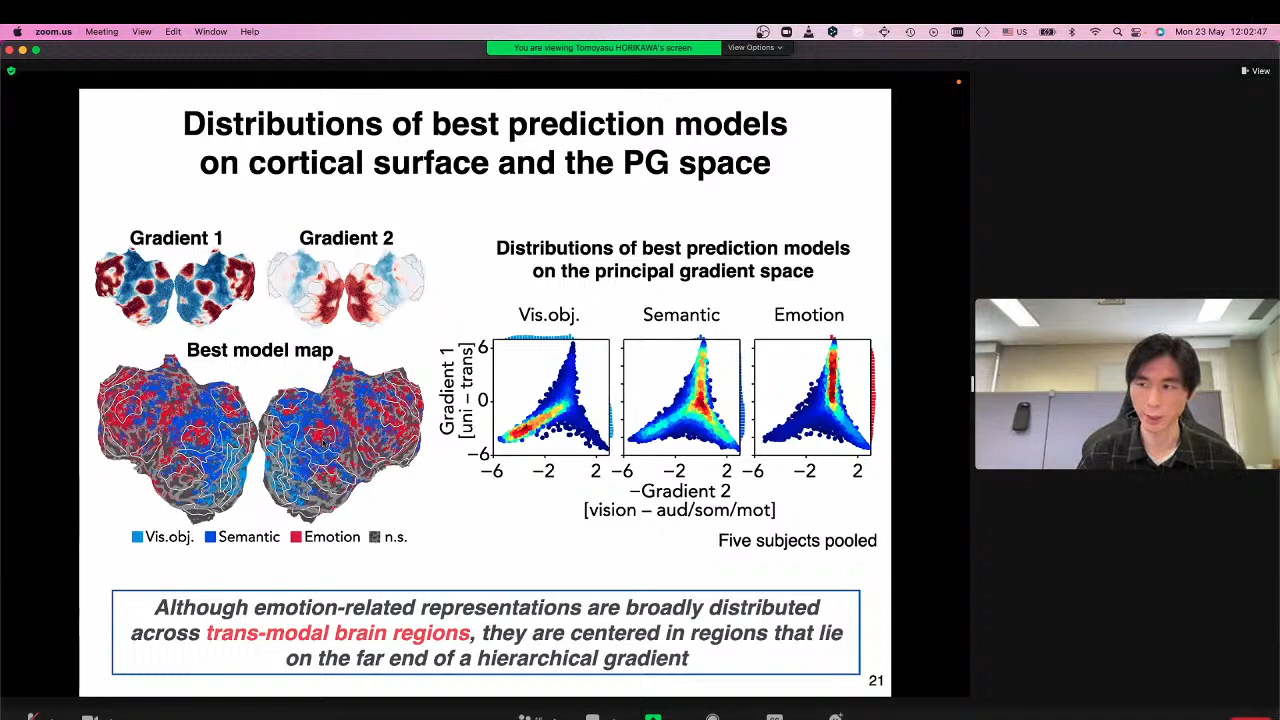 zoom.us Meeting View Edit Window Help
US Mon 23 May 12:02:47
You are viewing Tomoyasu HORIKAWA's screen
View Options
View
Distributions of best prediction models
on cortical surface and the PG space
Gradient 1
Gradient 2
Best model map
Vis.obj.
Semantic
Emotion
n.s.
Distributions of best prediction models
on the principal gradient space
Vis.obj.
Semantic
Emotion
Gradient 1
[uni – trans]
6
0
−6
−6 −2 2
−6 −2 2
−6 −2 2
−Gradient 2
[vision – aud/som/mot]
Five subjects pooled
Although emotion-related representations are broadly distributed
across trans-modal brain regions, they are centered in regions that lie
on the far end of a hierarchical gradient
21